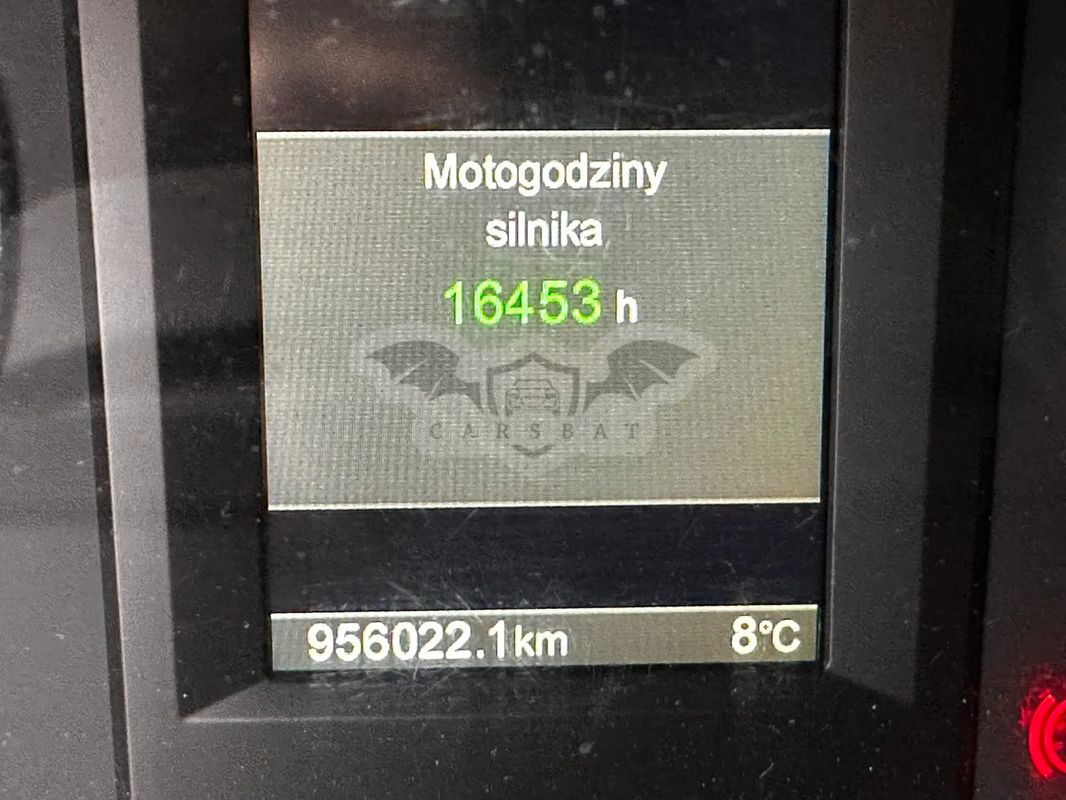 Motogodziny
silnika
16453 h
CARSBAT
956022.1km 8°C